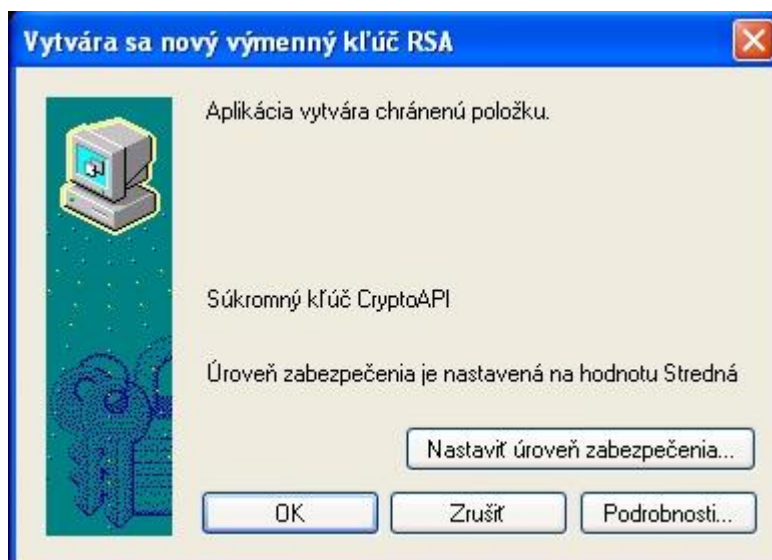 Vytvára sa nový výmenný kľúč RSA
Aplikácia vytvára chránenú položku.
Súkromný kľúč CryptoAPI
Úroveň zabezpečenia je nastavená na hodnotu Stredná
Nastaviť úroveň zabezpečenia...
OK
Zrušiť
Podrobnosti...